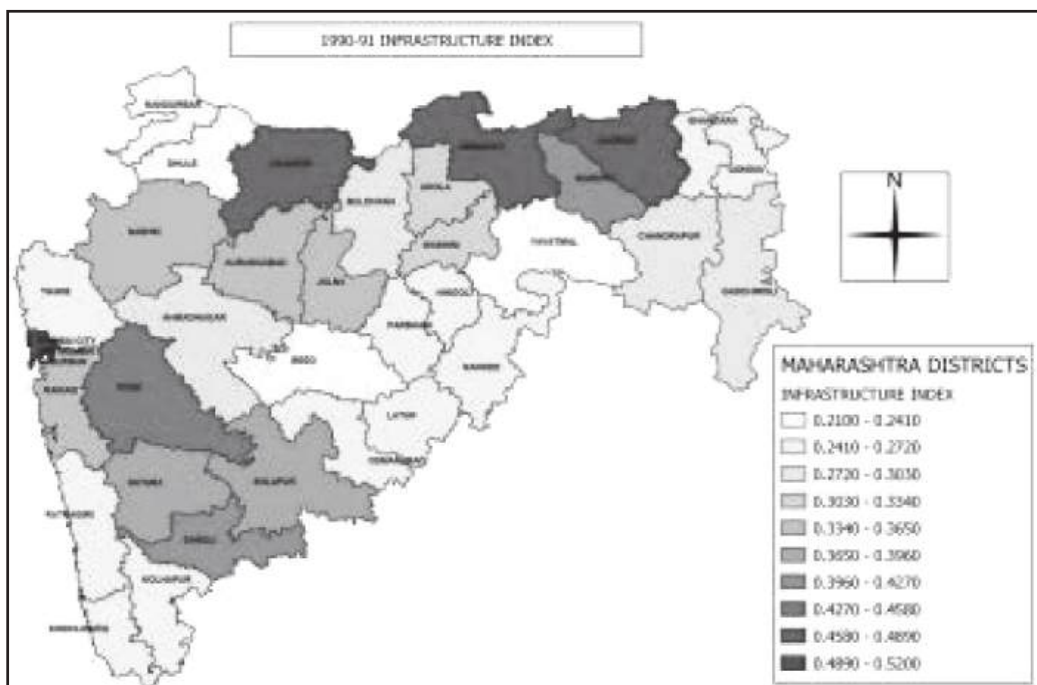 1990-91 INFRASTRUCTURE INDEX
NANDURBAR
DHULE
JALGAON
AMRAVATI
NAGPUR
BHANDARA
GONDIA
BULDHANA
AKOLA
WARDHA
NASHIK
AURANGABAD
JALNA
WASHIM
YAVATMAL
CHANDRAPUR
GADCHIROLI
THANE
AHMADNAGAR
PARBHANI
HINGOLI
BEED
NANDED
PUNE
LATUR
OSMANABAD
SATARA
SOLAPUR
RATNAGIRI
SANGLI
KOLHAPUR
N
MAHARASHTRA DISTRICTS
INFRASTRUCTURE INDEX
0.2100 - 0.2410
0.2410 - 0.2720
0.2720 - 0.3030
0.3030 - 0.3340
0.3340 - 0.3650
0.3650 - 0.3960
0.3960 - 0.4270
0.4270 - 0.4580
0.4580 - 0.4890
0.4890 - 0.5200